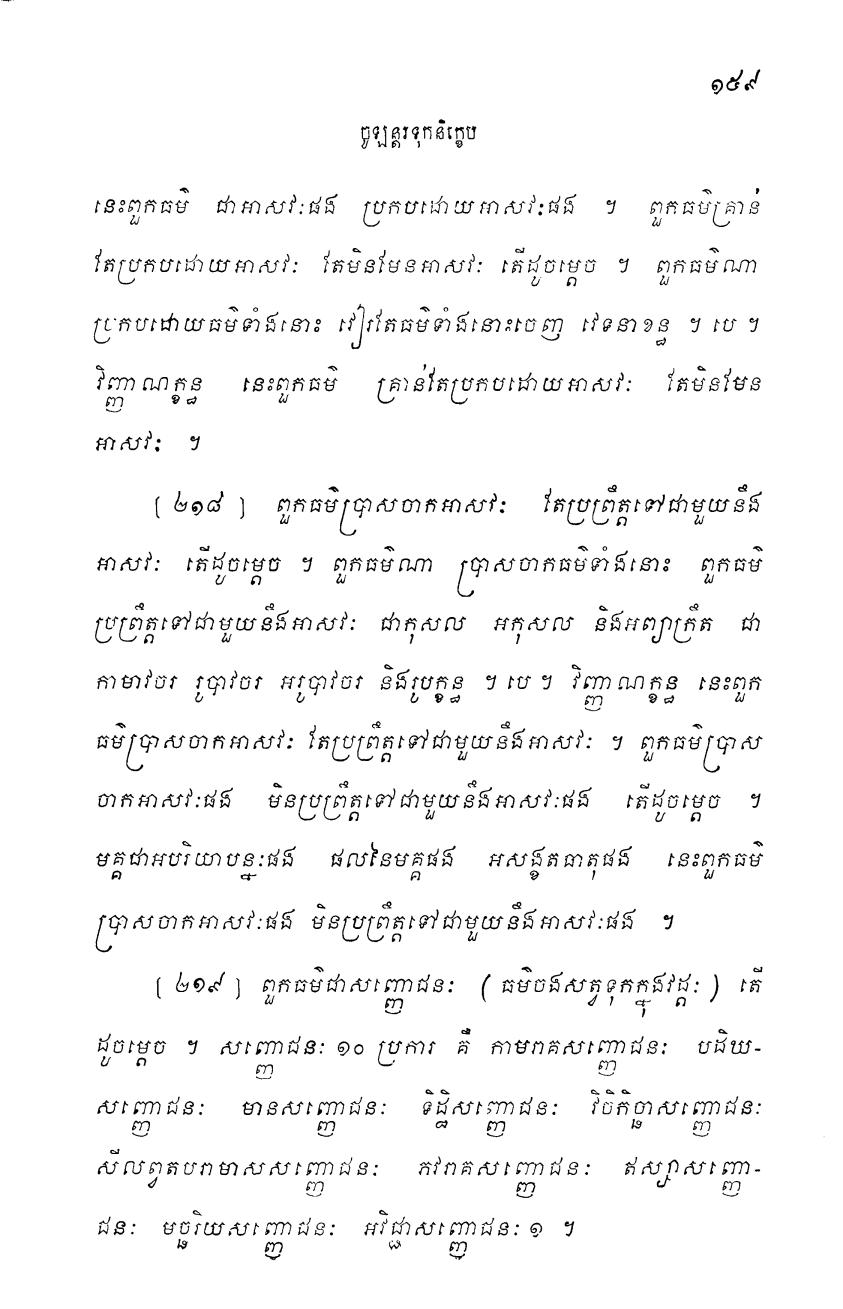 ១៥៩
ចូឡន្តរទុកនិក្ខេប
នេះពួកធម៌ ជាអាសវៈផង ប្រកបដោយអាសវៈផង ។ ពួកធម៌គ្រាន់
តែប្រកបដោយអាសវៈ តែមិនមែនអាសវៈ តើដូចម្តេច ។ ពួកធម៌ណា
ប្រកបដោយធម៌ទាំងនោះ វៀរតែធម៌ទាំងនោះចេញ វេទនាខន្ធ ។ បេ ។
វិញ្ញាណក្ខន្ធ នេះពួកធម៌ គ្រាន់តែប្រកបដោយអាសវៈ តែមិនមែន
អាសវៈ ។
[ ២១៨ ] ពួកធម៌ប្រាសចាកអាសវៈ តែប្រព្រឹត្តទៅជាមួយនឹង
អាសវៈ តើដូចម្តេច ។ ពួកធម៌ណា ប្រាសចាកធម៌ទាំងនោះ ពួកធម៌
ប្រព្រឹត្តទៅជាមួយនឹងអាសវៈ ជាកុសល អកុសល និងអព្យាក្រឹត ជា
កាមាវចរ រូបាវចរ អរូបាវចរ និងរូបក្ខន្ធ ។ បេ ។ វិញ្ញាណក្ខន្ធ នេះពួក
ធម៌ប្រាសចាកអាសវៈ តែប្រព្រឹត្តទៅជាមួយនឹងអាសវៈ ។ ពួកធម៌ប្រាស
ចាកអាសវៈផង មិនប្រព្រឹត្តទៅជាមួយនឹងអាសវៈផង តើដូចម្តេច ។
មគ្គជាអបរិយាបន្នៈផង ផលនៃមគ្គផង អសង្ខតធាតុផង នេះពួកធម៌
ប្រាសចាកអាសវៈផង មិនប្រព្រឹត្តទៅជាមួយនឹងអាសវៈផង ។
[ ២១៩ ] ពួកធម៌ជាសញ្ញោជនៈ ( ធម៌ចងសត្វទុកក្នុងវដ្តៈ ) តើ
ដូចម្តេច ។ សញ្ញោជនៈ ១០ ប្រការ គឺ កាមរាគសញ្ញោជនៈ បដិឃ-
សញ្ញោជនៈ មានសញ្ញោជនៈ ទិដ្ឋិសញ្ញោជនៈ វិចិកិច្ឆាសញ្ញោជនៈ
សីលព្វតបរាមាសសញ្ញោជនៈ ភវរាគសញ្ញោជនៈ ឥស្សាសញ្ញោ-
ជនៈ មច្ឆរិយសញ្ញោជនៈ អវិជ្ជាសញ្ញោជនៈ ១ ។